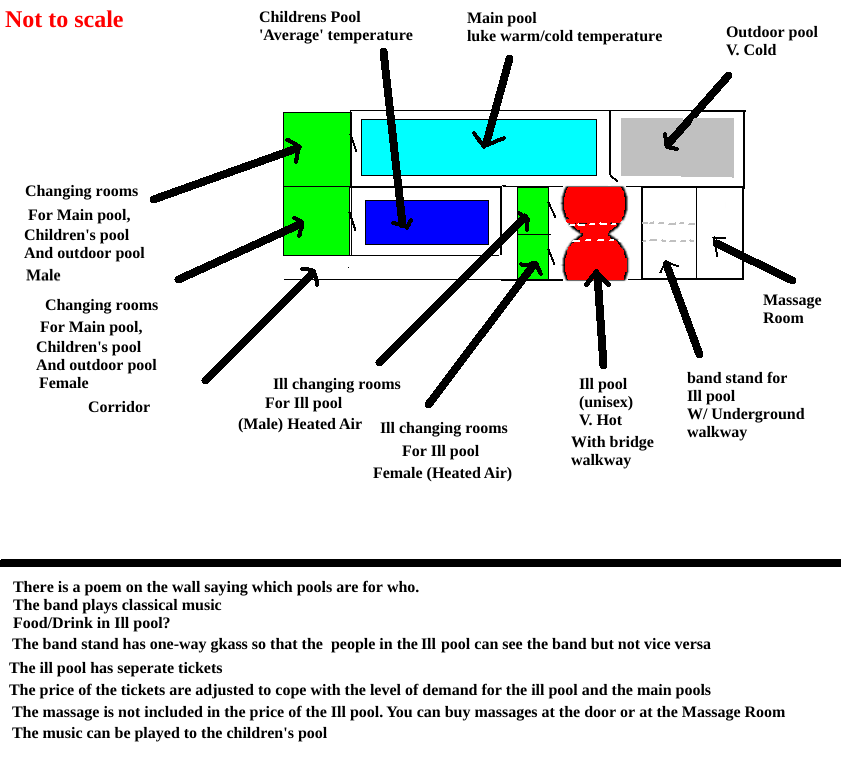 Not to scale
Childrens Pool
'Average' temperature
Main pool
luke warm/cold temperature
Outdoor pool
V. Cold
Changing rooms
For Main pool,
Children's pool
And outdoor pool
Male
Changing rooms
For Main pool,
Children's pool
And outdoor pool
Female
Corridor
Ill changing rooms
For Ill pool
(Male) Heated Air
Ill changing rooms
For Ill pool
Female (Heated Air)
Ill pool
(unisex)
V. Hot
With bridge
walkway
band stand for
Ill pool
W/ Underground
walkway
Massage
Room
There is a poem on the wall saying which pools are for who.
The band plays classical music
Food/Drink in Ill pool?
The band stand has one-way gkass so that the people in the Ill pool can see the band but not vice versa
The ill pool has seperate tickets
The price of the tickets are adjusted to cope with the level of demand for the ill pool and the main pools
The massage is not included in the price of the Ill pool. You can buy massages at the door or at the Massage Room
The music can be played to the children's pool